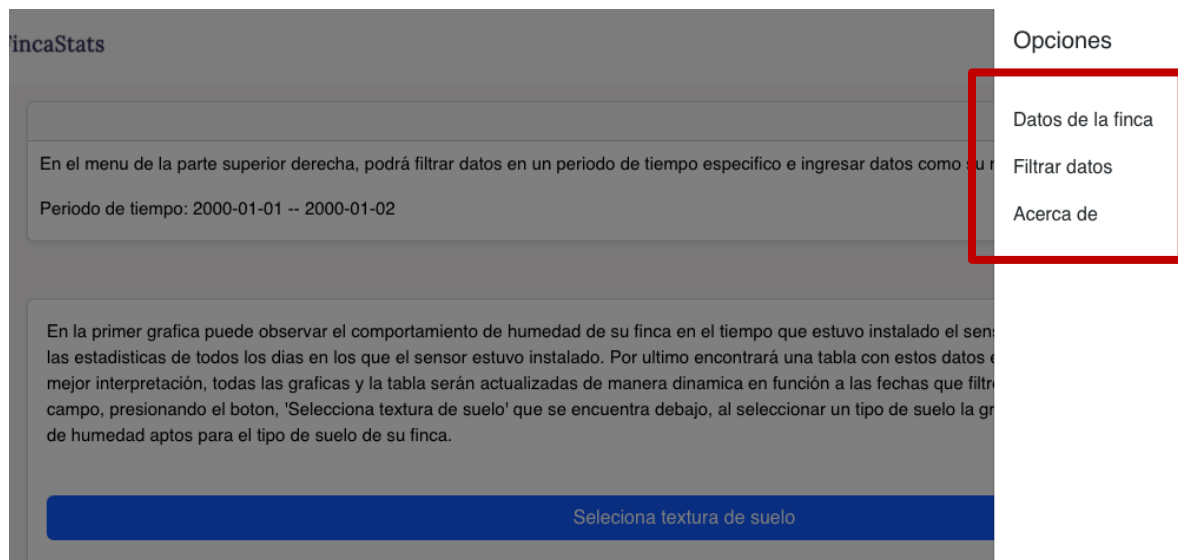 FincaStats
Opciones
Datos de la finca
Filtrar datos
Acerca de
En el menu de la parte superior derecha, podrá filtrar datos en un periodo de tiempo especifico e ingresar datos como su
Periodo de tiempo: 2000-01-01 -- 2000-01-02
En la primer grafica puede observar el comportamiento de humedad de su finca en el tiempo que estuvo instalado el
las estadisticas de todos los dias en los que el sensor estuvo instalado. Por ultimo encontrará una tabla con estos datos
mejor interpretación, todas las graficas y la tabla serán actualizadas de manera dinamica en función a las fechas que
campo, presionando el boton, 'Selecciona textura de suelo' que se encuentra debajo, al seleccionar un tipo de suelo la
de humedad aptos para el tipo de suelo de su finca.
Seleciona textura de suelo